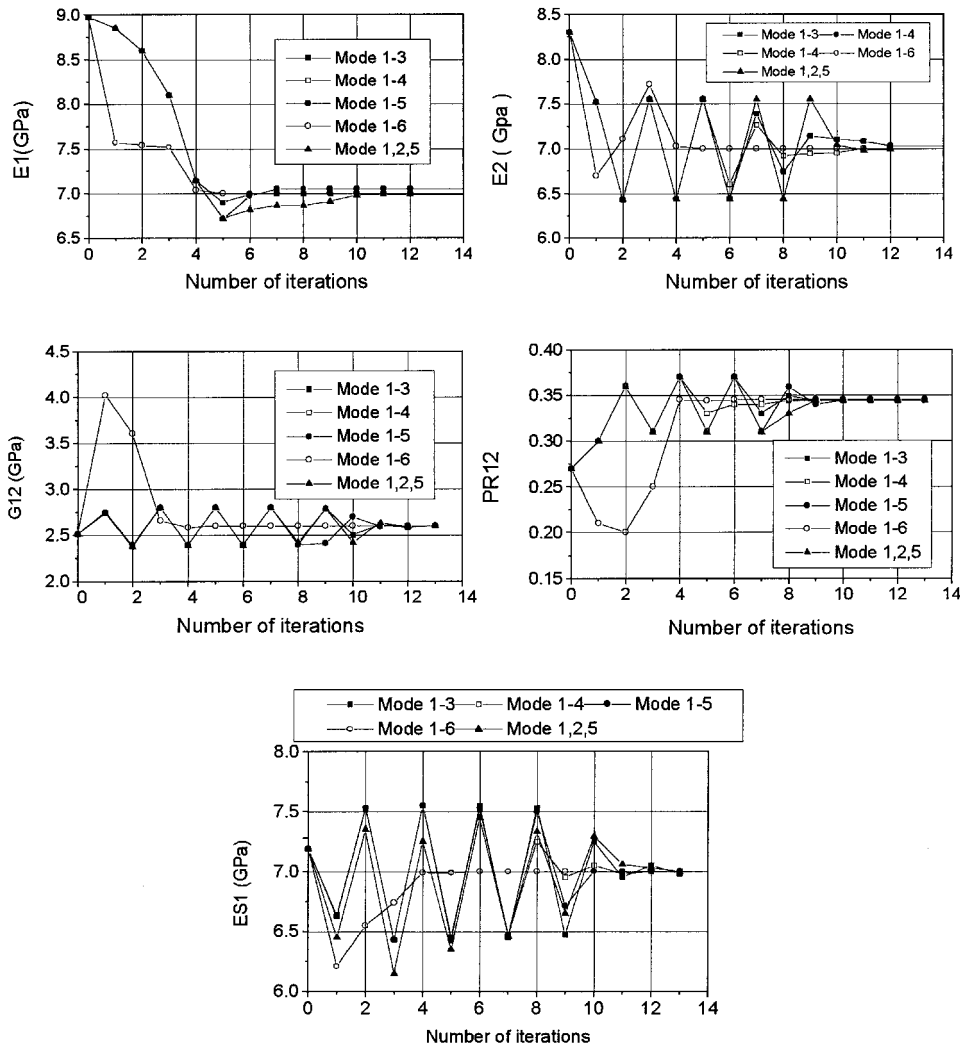 E1(GPa)
9.0
8.5
8.0
7.5
7.0
6.5
0 2 4 6 8 10 12 14
Number of iterations
Mode 1-3
Mode 1-4
Mode 1-5
Mode 1-6
Mode 1,2,5
E2 ( Gpa )
8.5
8.0
7.5
7.0
6.5
6.0
0 2 4 6 8 10 12 14
Number of iterations
Mode 1-3 Mode 1-4
Mode 1-4 Mode 1-6
Mode 1,2,5
G12 (GPa)
4.5
4.0
3.5
3.0
2.5
2.0
0 2 4 6 8 10 12 14
Number of iterations
Mode 1-3
Mode 1-4
Mode 1-5
Mode 1-6
Mode 1,2,5
PR12
0.40
0.35
0.30
0.25
0.20
0.15
0 2 4 6 8 10 12 14
Number of iterations
Mode 1-3
Mode 1-4
Mode 1-5
Mode 1-6
Mode 1,2,5
Mode 1-3 Mode 1-4 Mode 1-5
Mode 1-6 Mode 1,2,5
ES1 (GPa)
8.0
7.5
7.0
6.5
6.0
0 2 4 6 8 10 12 14
Number of iterations